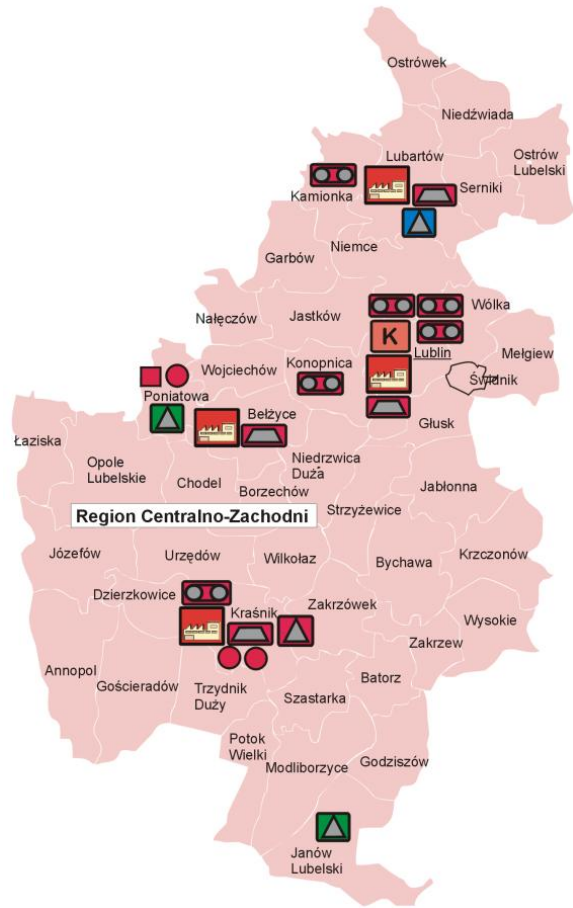 Ostrówek
Niedźwiada
Lubartów
Ostrów
Lubelski
Kamionka
Serniki
Niemce
Garbów
Nałęczów
Jastków
Wólka
K
Lublin
Mełgiew
Wojciechów
Konopnica
Świdnik
Poniatowa
Bełżyce
Głusk
Łaziska
Opole
Lubelskie
Chodel
Niedrzwica
Duża
Borzechów
Jabłonna
Strzyżewice
Region Centralno-Zachodni
Józefów
Urzędów
Wilkołaz
Bychawa
Krzczonów
Dzierzkowice
Kraśnik
Zakrzówek
Wysokie
Zakrzew
Annopol
Gościeradów
Trzydnik
Duży
Batorz
Szastarka
Potok
Wielki
Modliborzyce
Godziszów
Janów
Lubelski